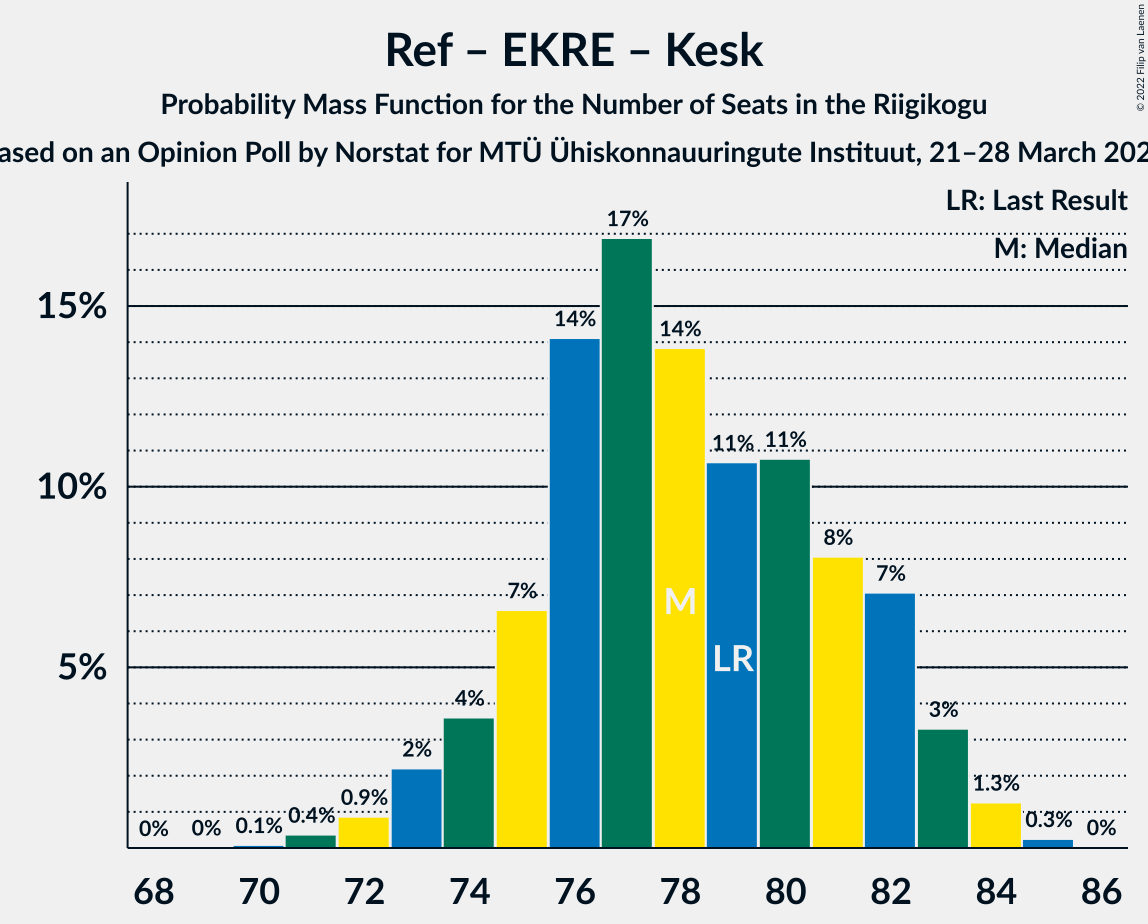 Ref – EKRE – Kesk
Probability Mass Function for the Number of Seats in the Riigikogu
ased on an Opinion Poll by Norstat for MTÜ Ühiskonnauuringute Instituut, 21–28 March 202
© 2022 Filip van Laenen
LR: Last Result
M: Median
15%
10%
5%
0%
0%
0.1%
0.4%
0.9%
2%
4%
7%
14%
17%
14%
11%
11%
8%
7%
3%
1.3%
0.3%
0%
M
LR
68 70 72 74 76 78 80 82 84 86